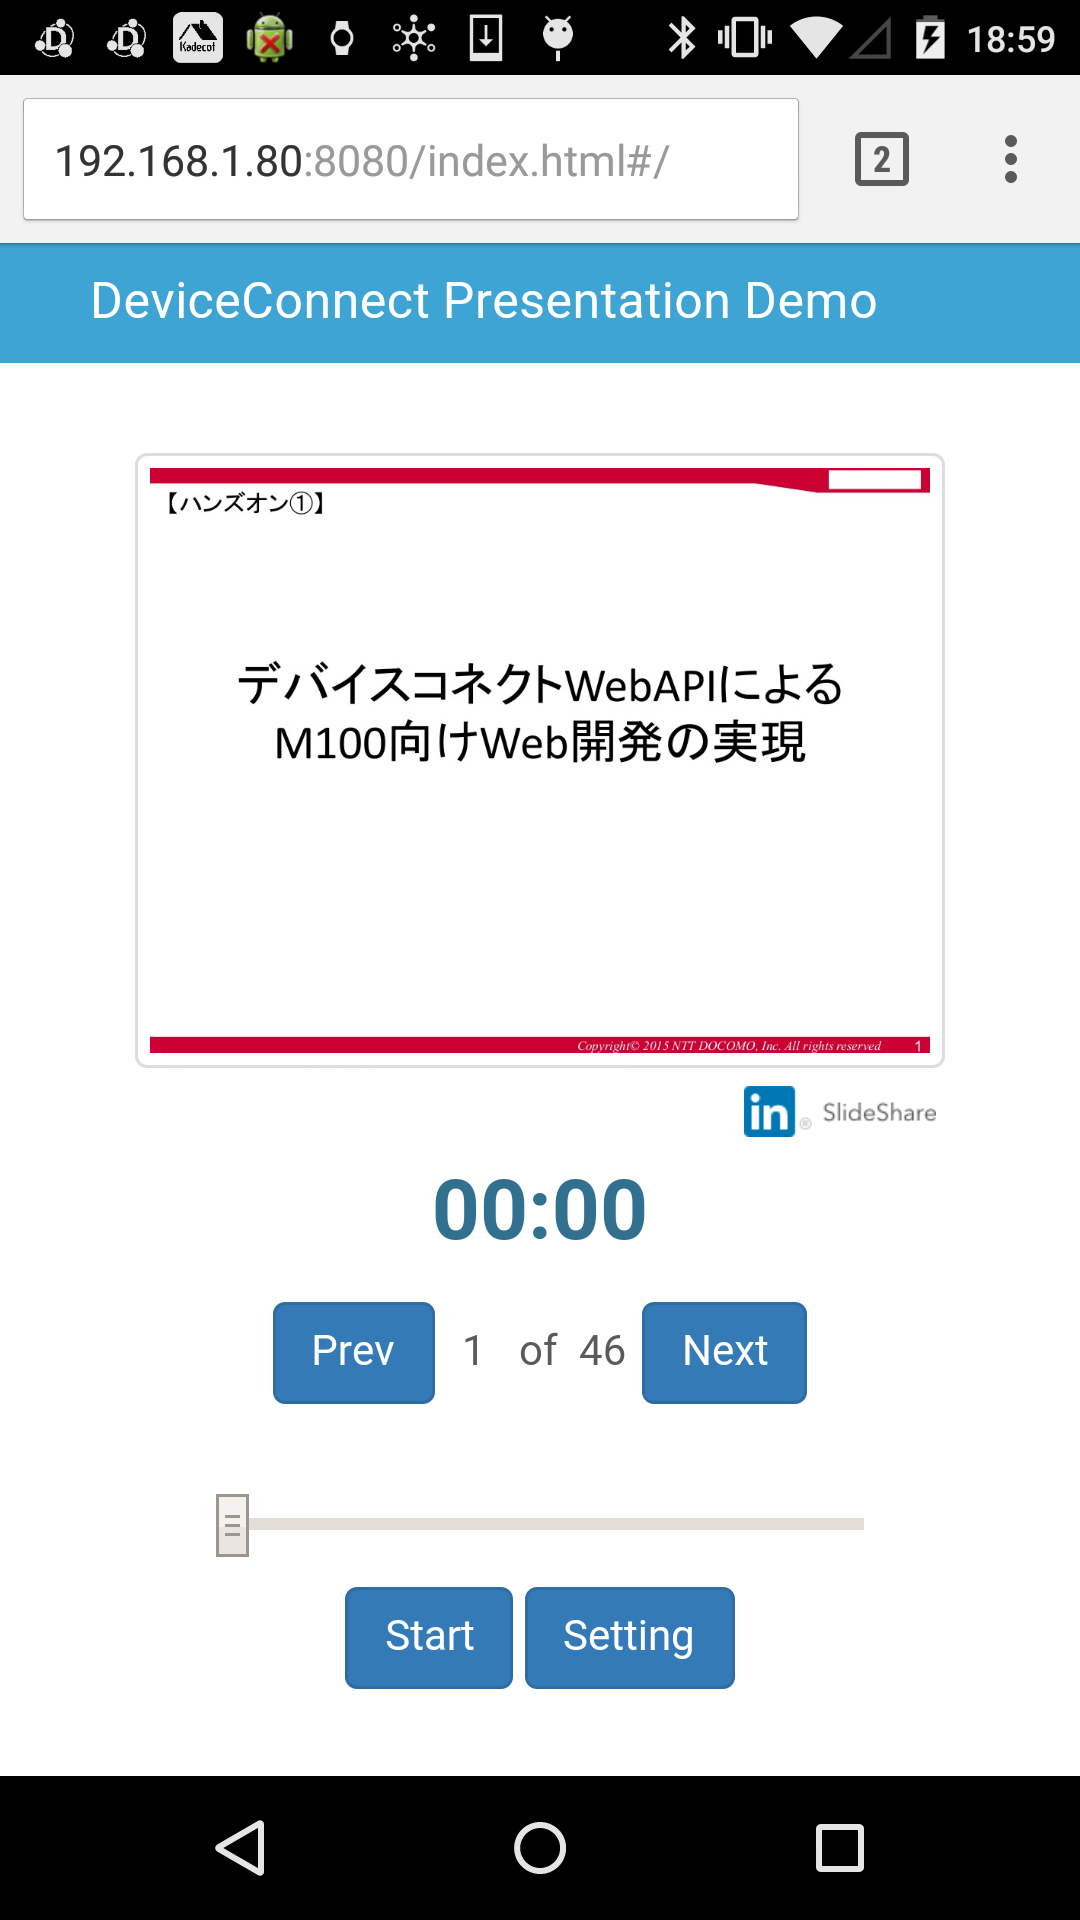 Kadecot
18:59
192.168.1.80:8080/index.html#/
2
DeviceConnect Presentation Demo
【ハンズオン①】
デバイスコネクトWebAPIによる
M100向けWeb開発の実現
Copyright© 2015 NTT DOCOMO, Inc. All rights reserved 1
in ® SlideShare
00:00
Prev 1 of 46 Next
Start Setting